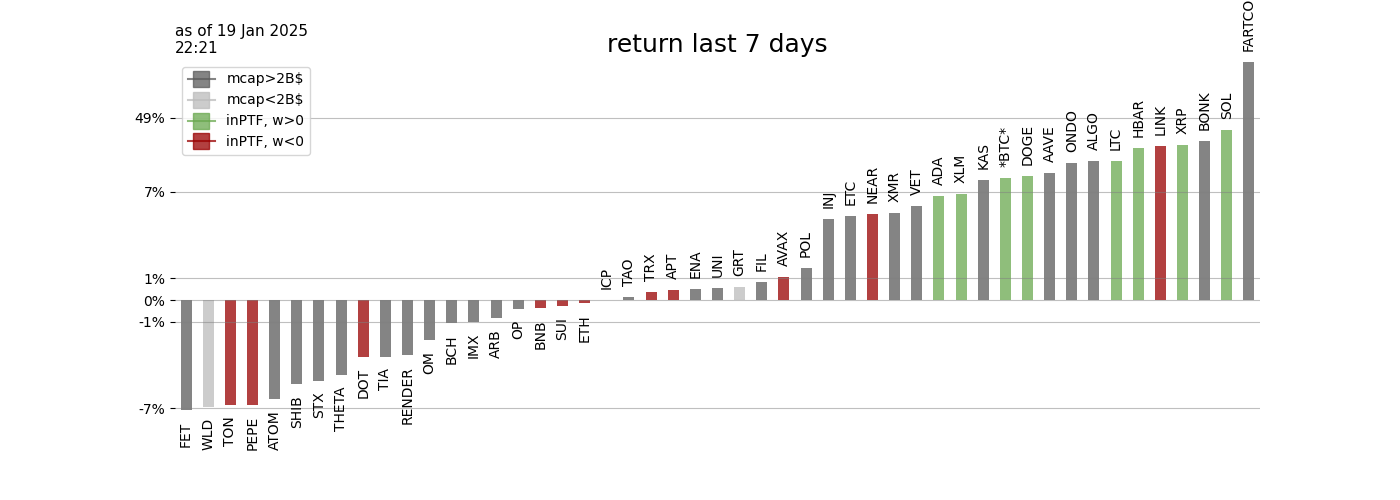 as of 19 Jan 2025
22:21
return last 7 days
mcap>2B$
mcap<2B$
inPTF, w>0
inPTF, w<0
49%
7%
1%
0%
-1%
-7%
FET
WLD
TON
PEPE
ATOM
SHIB
STX
THETA
DOT
TIA
RENDER
OM
BCH
IMX
ARB
OP
BNB
SUI
ETH
ICP
TAO
TRX
APT
ENA
UNI
GRT
FIL
AVAX
POL
INJ
ETC
NEAR
XMR
VET
ADA
XLM
KAS
*BTC*
DOGE
AAVE
ONDO
ALGO
LTC
HBAR
LINK
XRP
BONK
SOL
FARTCO